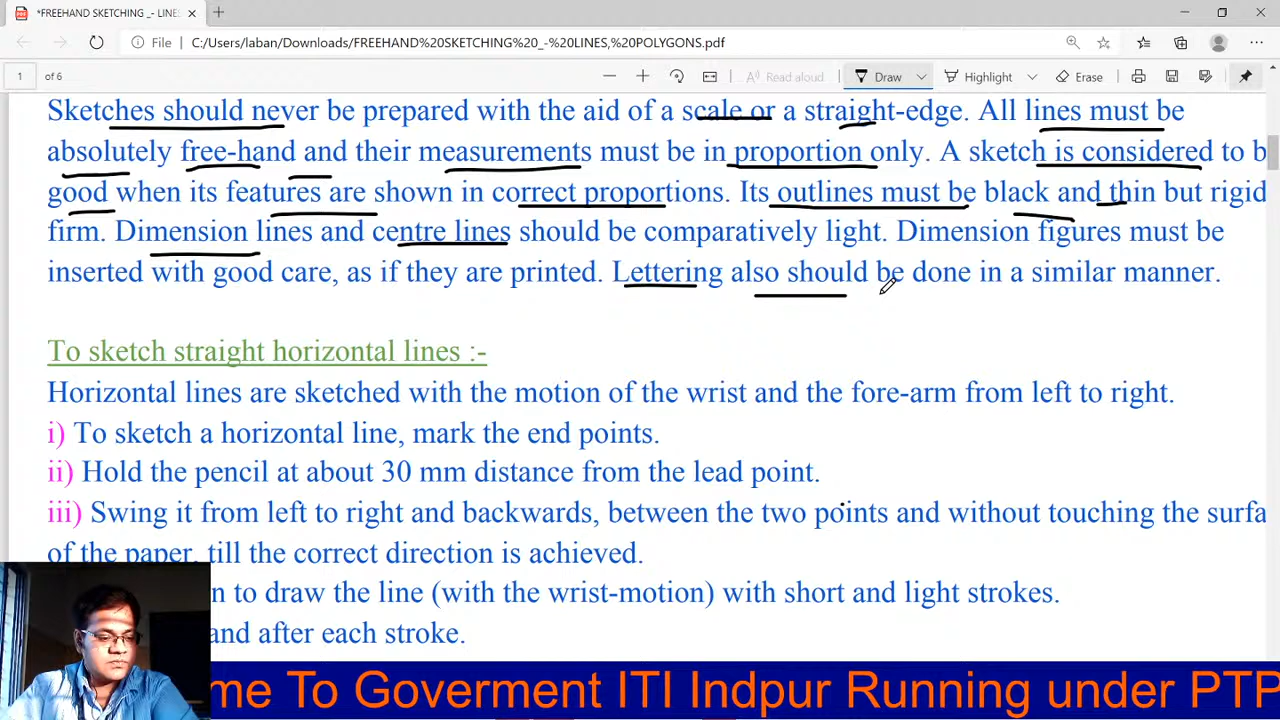 *FREEHAND SKETCHING _- LINES
File C:/Users/laban/Downloads/FREEHAND%20SKETCHING%20_-%20LINES,%20POLYGONS.pdf
1 of 6 Read aloud Draw Highlight Erase
Sketches should never be prepared with the aid of a scale or a straight-edge. All lines must be
absolutely free-hand and their measurements must be in proportion only. A sketch is considered to b
good when its features are shown in correct proportions. Its outlines must be black and thin but rigid
firm. Dimension lines and centre lines should be comparatively light. Dimension figures must be
inserted with good care, as if they are printed. Lettering also should be done in a similar manner.
To sketch straight horizontal lines :-
Horizontal lines are sketched with the motion of the wrist and the fore-arm from left to right.
i) To sketch a horizontal line, mark the end points.
ii) Hold the pencil at about 30 mm distance from the lead point.
iii) Swing it from left to right and backwards, between the two points and without touching the surfa
of the paper, till the correct direction is achieved.
n to draw the line (with the wrist-motion) with short and light strokes.
and after each stroke.
me To Goverment ITI Indpur Running under PTP